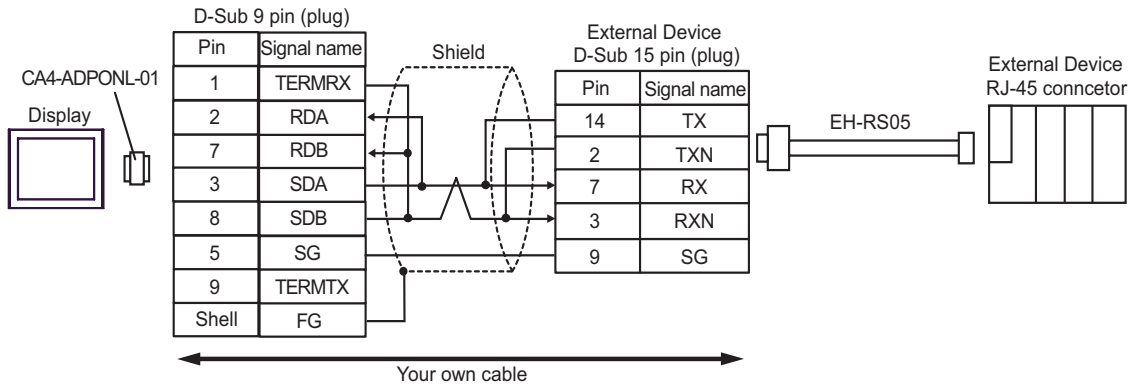 D-Sub 9 pin (plug)
Pin Signal name
1 TERMRX
2 RDA
7 RDB
3 SDA
8 SDB
5 SG
9 TERMTX
Shell FG
CA4-ADPONL-01
Display
Shield
External Device
D-Sub 15 pin (plug)
Pin Signal name
14 TX
2 TXN
7 RX
3 RXN
9 SG
EH-RS05
External Device
RJ-45 conncetor
Your own cable